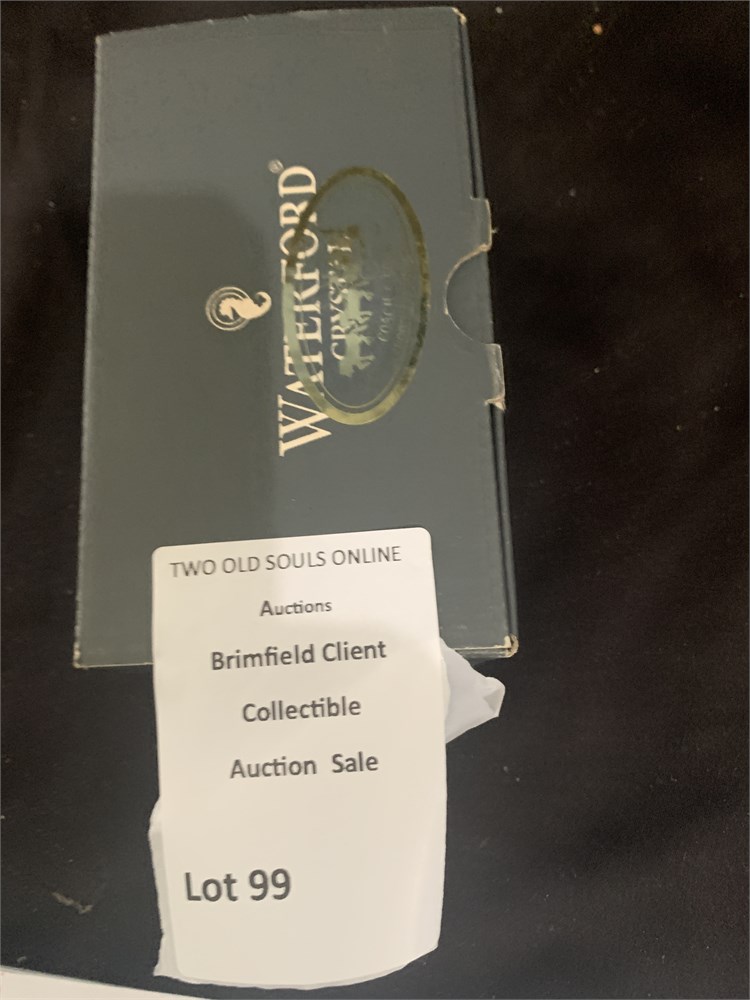 WATERFORD®
CRYSTAL
TWO OLD SOULS ONLINE
Auctions
Brimfield Client
Collectible
Auction Sale
Lot 99